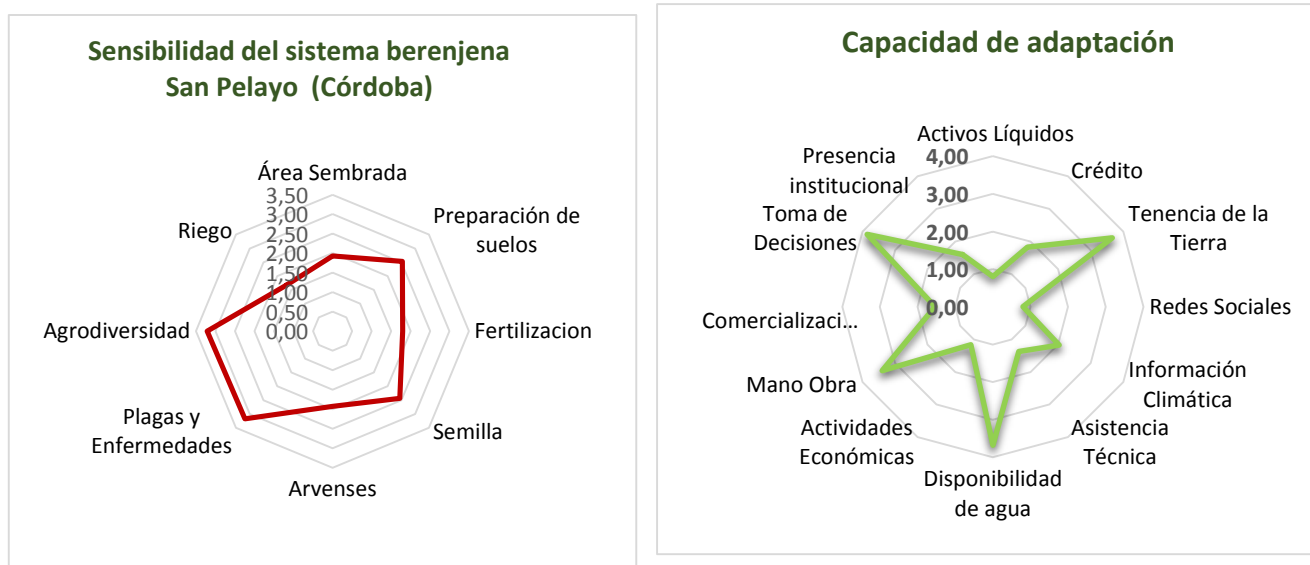 Sensibilidad del sistema berenjena
San Pelayo (Córdoba)
Área Sembrada
3,50
3,00
2,50
2,00
1,50
1,00
0,50
0,00
Preparación de
suelos
Fertilizacion
Semilla
Arvenses
Plagas y
Enfermedades
Agrodiversidad
Riego
Capacidad de adaptación
Activos Líquidos
4,00
3,00
2,00
1,00
0,00
Crédito
Tenencia de la
Tierra
Redes Sociales
Información
Climática
Asistencia
Técnica
Disponibilidad
de agua
Actividades
Económicas
Mano Obra
Comercializaci...
Toma de
Decisiones
Presencia
institucional